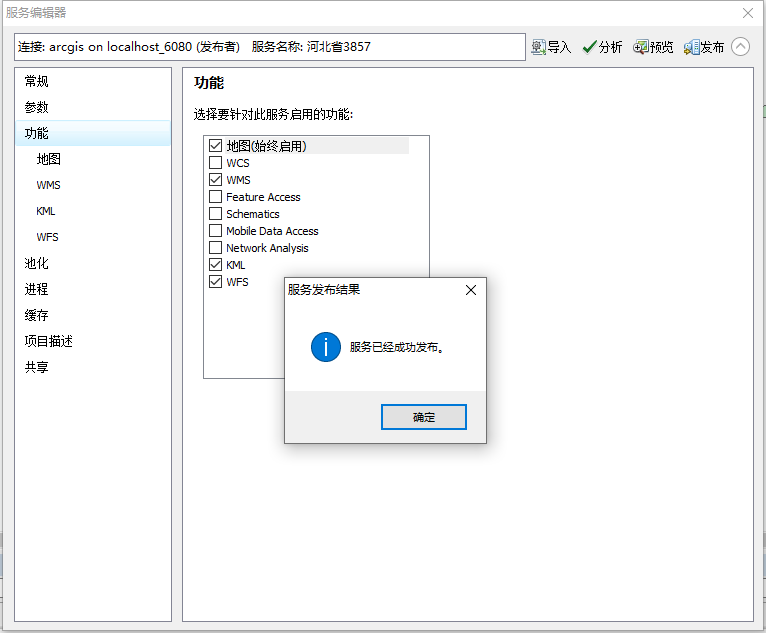 服务编辑器
连接: arcgis on localhost_6080 (发布者) 服务名称: 河北省3857
导入 分析 预览 发布
常规
参数
功能
地图
WMS
KML
WFS
池化
进程
缓存
项目描述
共享
功能
选择要针对此服务启用的功能:
地图(始终启用)
WCS
WMS
Feature Access
Schematics
Mobile Data Access
Network Analysis
KML
WFS
服务发布结果
服务已经成功发布。
确定